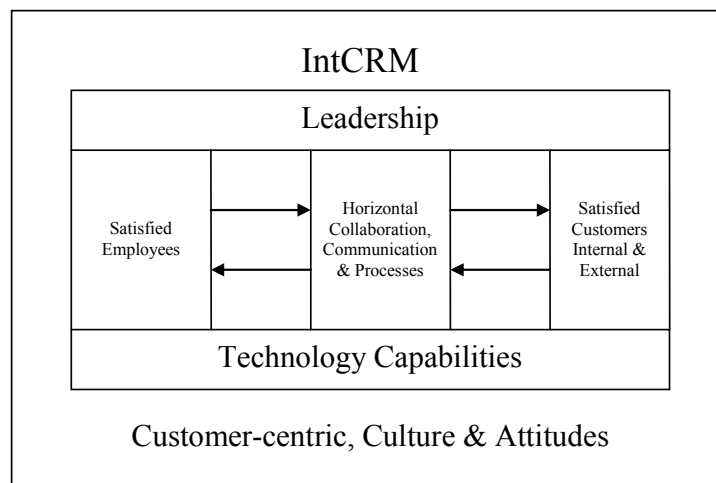 IntCRM
Leadership
Satisfied
Employees
Horizontal
Collaboration,
Communication
& Processes
Satisfied
Customers
Internal &
External
Technology Capabilities
Customer-centric, Culture & Attitudes